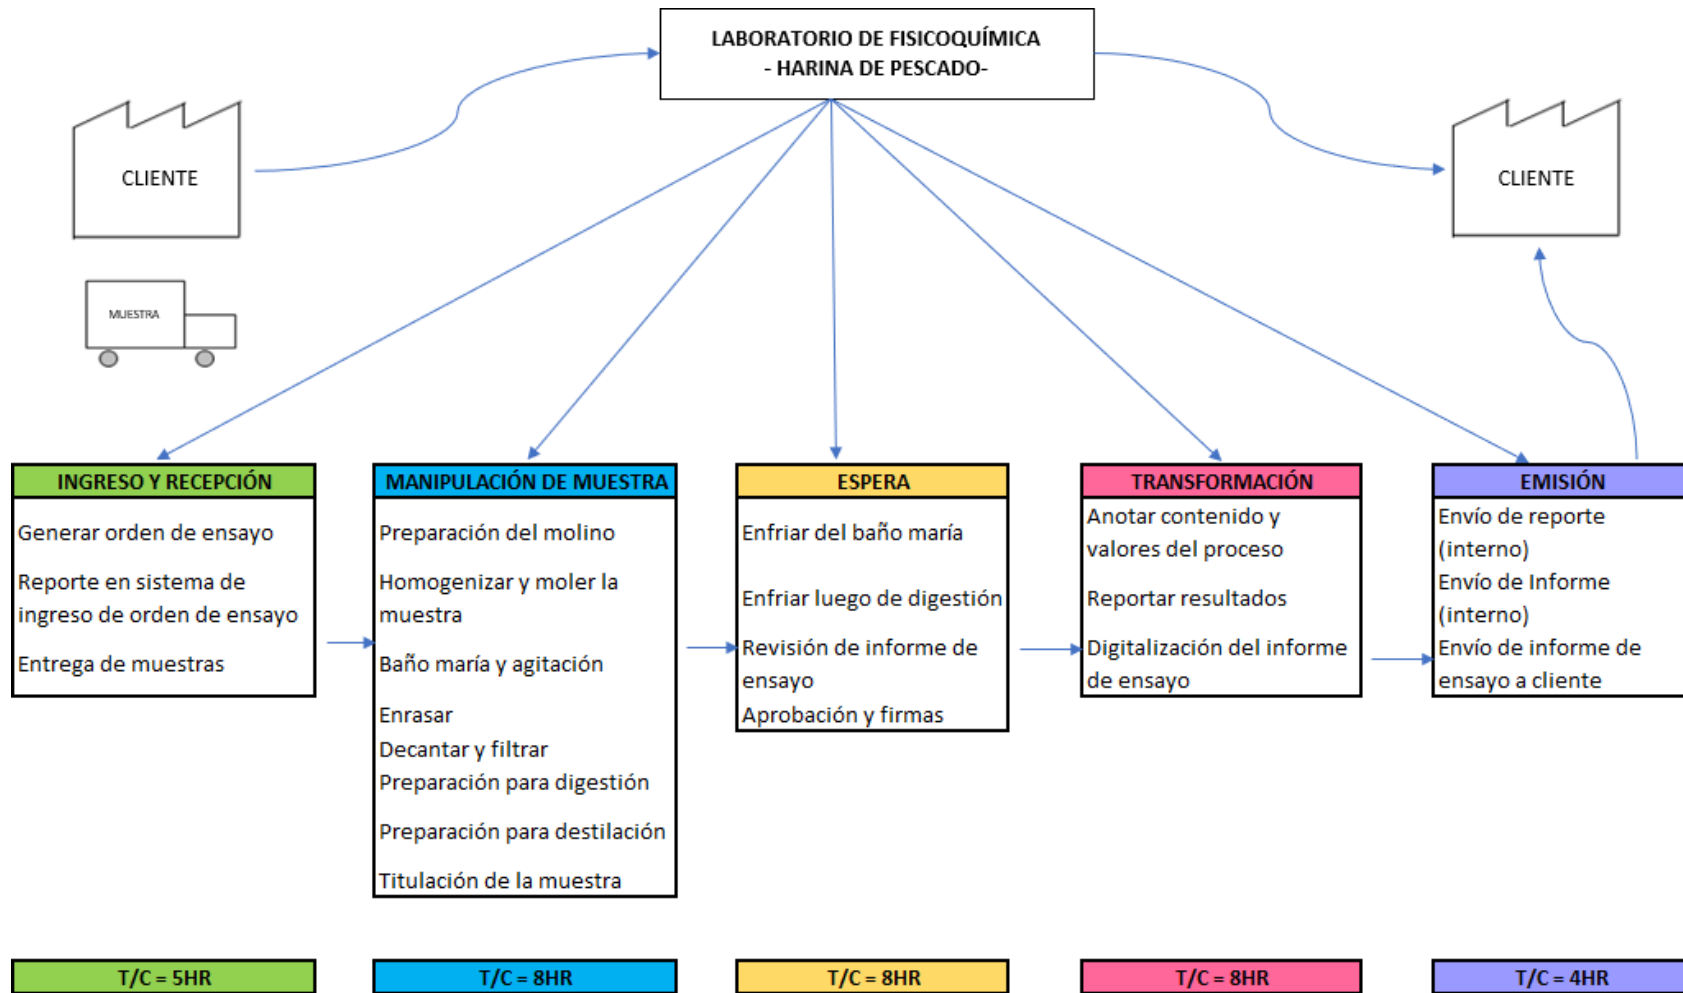 LABORATORIO DE FISICOQUÍMICA
- HARINA DE PESCADO-
CLIENTE
CLIENTE
MUESTRA
INGRESO Y RECEPCIÓN
Generar orden de ensayo
Reporte en sistema de
ingreso de orden de ensayo
Entrega de muestras
MANIPULACIÓN DE MUESTRA
Preparación del molino
Homogenizar y moler la
muestra
Baño maría y agitación
Enrasar
Decantar y filtrar
Preparación para digestión
Preparación para destilación
Titulación de la muestra
ESPERA
Enfriar del baño maría
Enfriar luego de digestión
Revisión de informe de
ensayo
Aprobación y firmas
TRANSFORMACIÓN
Anotar contenido y
valores del proceso
Reportar resultados
Digitalización del informe
de ensayo
EMISIÓN
Envío de reporte
(interno)
Envío de Informe
(interno)
Envío de informe de
ensayo a cliente
T/C = 5HR
T/C = 8HR
T/C = 8HR
T/C = 8HR
T/C = 4HR